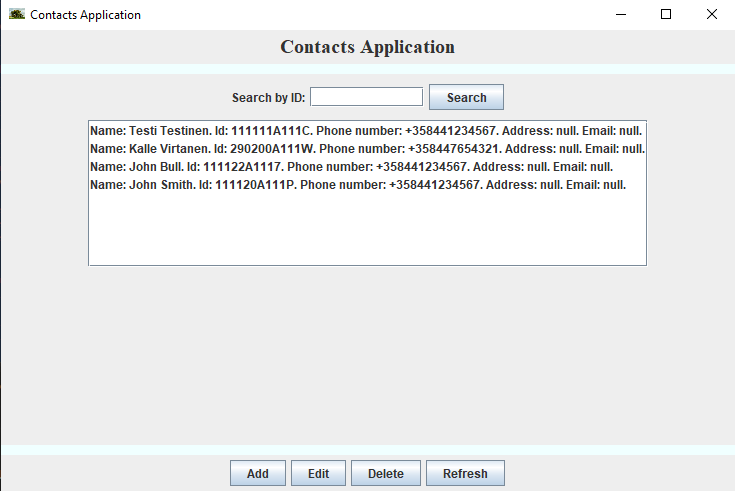 Contacts Application
Contacts Application
Search by ID: Search
Name: Testi Testinen. Id: 111111A111C. Phone number: +358441234567. Address: null. Email: null.
Name: Kalle Virtanen. Id: 290200A111W. Phone number: +358447654321. Address: null. Email: null.
Name: John Bull. Id: 111122A1117. Phone number: +358441234567. Address: null. Email: null.
Name: John Smith. Id: 111120A111P. Phone number: +358441234567. Address: null. Email: null.
Add Edit Delete Refresh